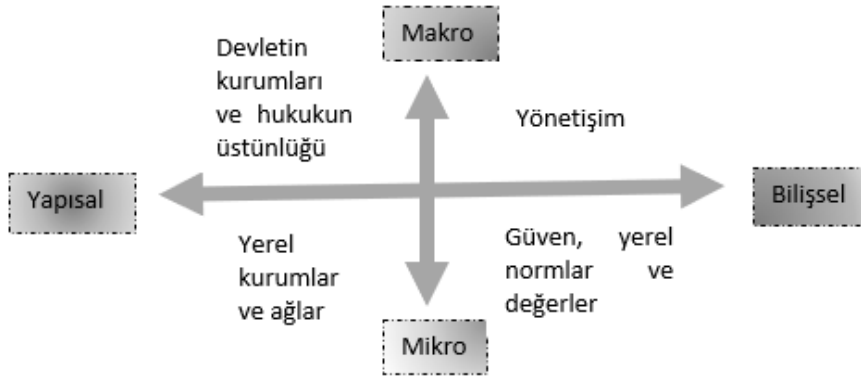 Makro
Devletin
kurumları
ve hukukun
üstünlüğü
Yönetişim
Yapısal
Bilişsel
Yerel
kurumlar
ve ağlar
Güven, yerel
normlar ve
değerler
Mikro